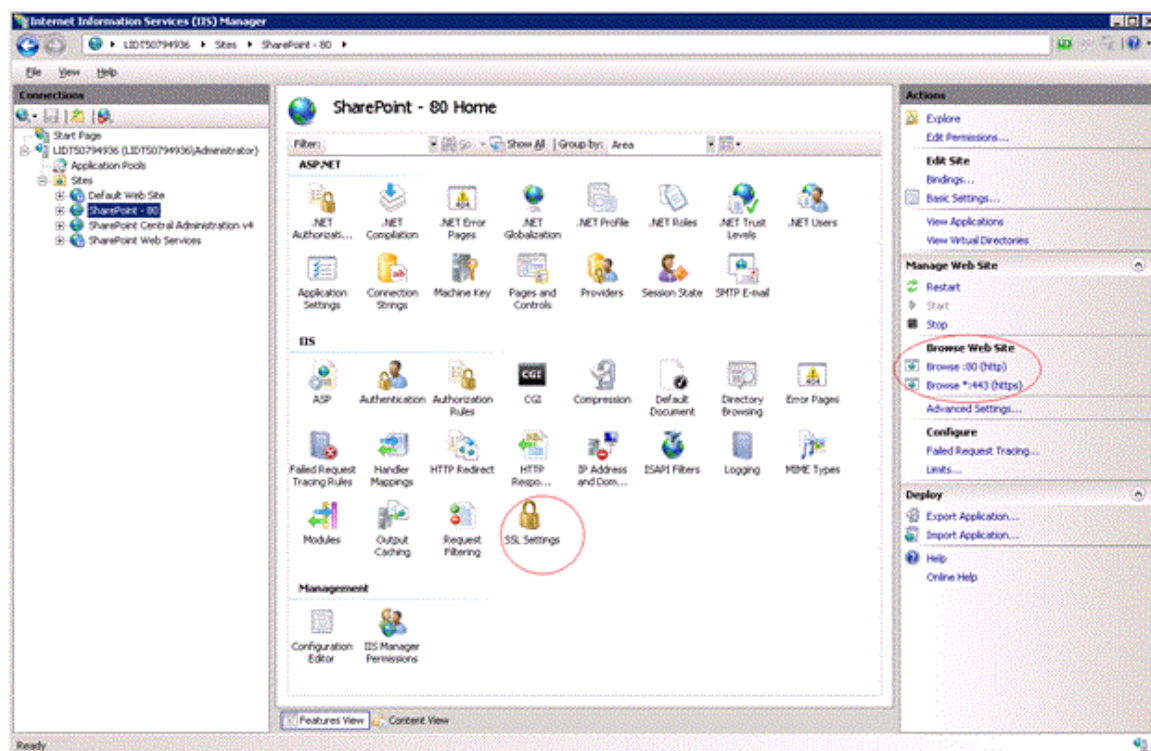 Internet Information Services (IIS) Manager
LIDT50794936 Sites SharePoint - 80
File View Help
Connections
Start Page
LIDT50794936 (LIDT50794936\Administrator)
Application Pools
Sites
Default Web Site
SharePoint - 80
SharePoint Central Administration v4
SharePoint Web Services
SharePoint - 80 Home
Filter: Go Show All Group by: Area
ASP.NET
.NET Authorizati...
.NET Compilation
.NET Error Pages
.NET Globalization
.NET Profile
.NET Roles
.NET Trust Levels
.NET Users
Application Settings
Connection Strings
Machine Key
Pages and Controls
Providers
Session State
SMTP E-mail
IIS
ASP
Authentication
Authorization Rules
CGI
CGI
Compression
Default Document
Directory Browsing
404
Error Pages
Failed Request Tracing Rules
Handler Mappings
HTTP Redirect
HTTP Respo...
IP Address and Dom...
ISAPI Filters
Logging
MIME Types
Modules
Output Caching
Request Filtering
SSL Settings
Management
Configuration Editor
IIS Manager Permissions
Features View Content View
Ready
Actions
Explore
Edit Permissions...
Edit Site
Bindings...
Basic Settings...
View Applications
View Virtual Directories
Manage Web Site
Restart
Start
Stop
Browse Web Site
Browse :80 (http)
Browse *:443 (https)
Advanced Settings...
Configure
Failed Request Tracing...
Limits...
Deploy
Export Application...
Import Application...
Help
Online Help